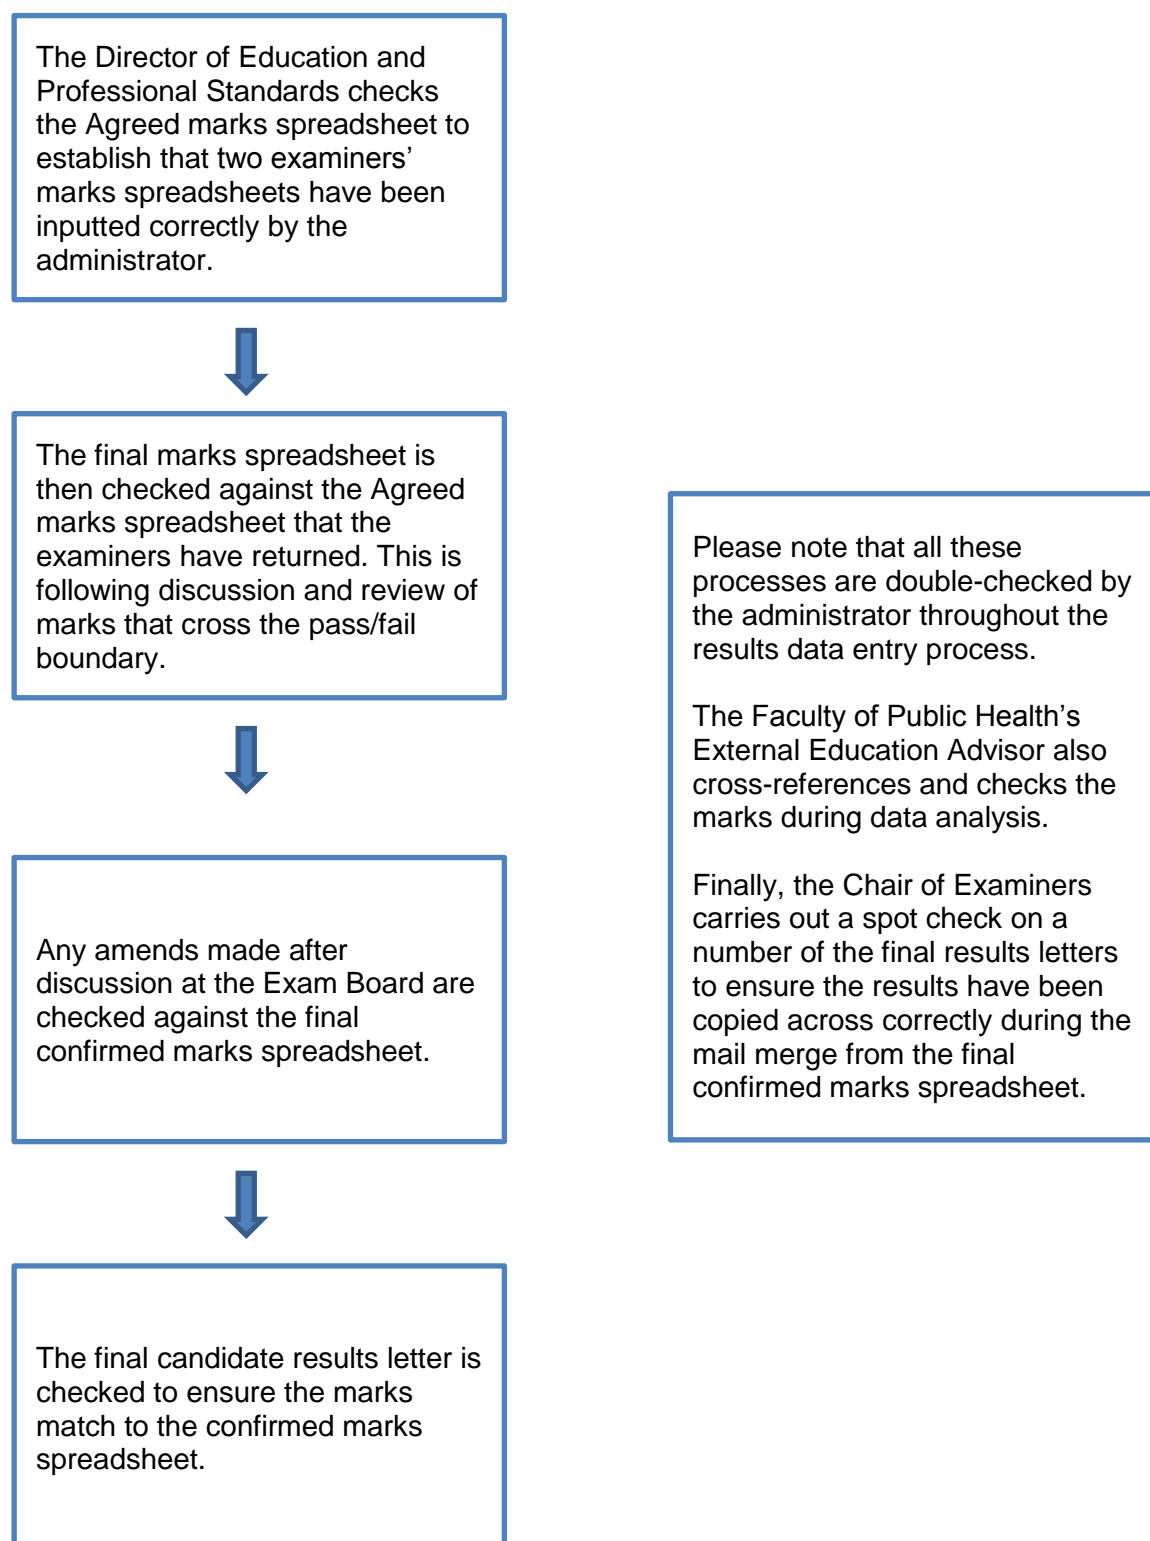 The Director of Education and
Professional Standards checks
the Agreed marks spreadsheet to
establish that two examiners’
marks spreadsheets have been
inputted correctly by the
administrator.
The final marks spreadsheet is
then checked against the Agreed
marks spreadsheet that the
examiners have returned. This is
following discussion and review of
marks that cross the pass/fail
boundary.
Any amends made after
discussion at the Exam Board are
checked against the final
confirmed marks spreadsheet.
The final candidate results letter is
checked to ensure the marks
match to the confirmed marks
spreadsheet.
Please note that all these
processes are double-checked by
the administrator throughout the
results data entry process.
The Faculty of Public Health’s
External Education Advisor also
cross-references and checks the
marks during data analysis.
Finally, the Chair of Examiners
carries out a spot check on a
number of the final results letters
to ensure the results have been
copied across correctly during the
mail merge from the final
confirmed marks spreadsheet.